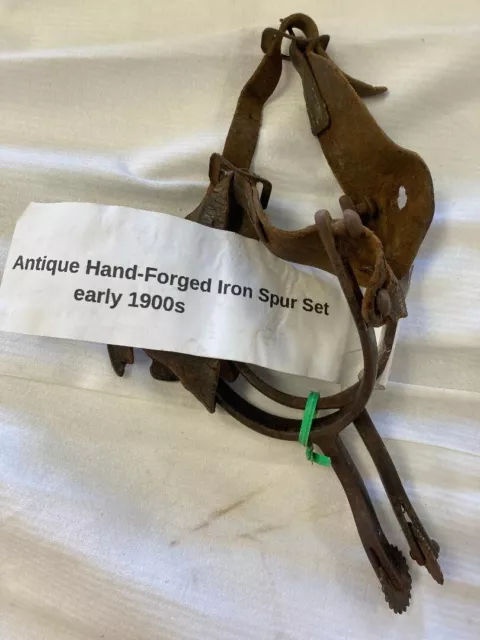 Antique Hand-Forged Iron Spur Set
early 1900s